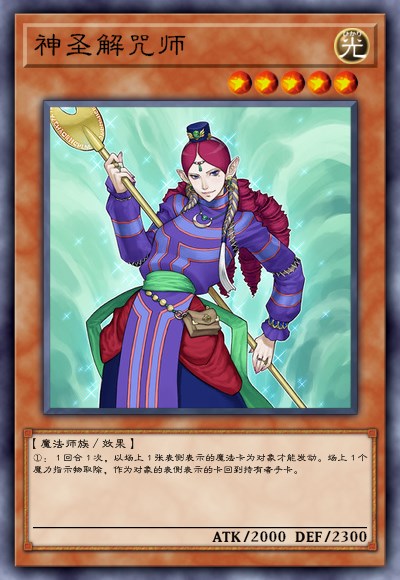 神圣解咒师
光
【魔法师族／效果】
①：1回合1次，以场上1张表侧表示的魔法卡为对象才能发动。场上1个
魔力指示物取除，作为对象的表侧表示的卡回到持有者手卡。
ATK/2000 DEF/2300